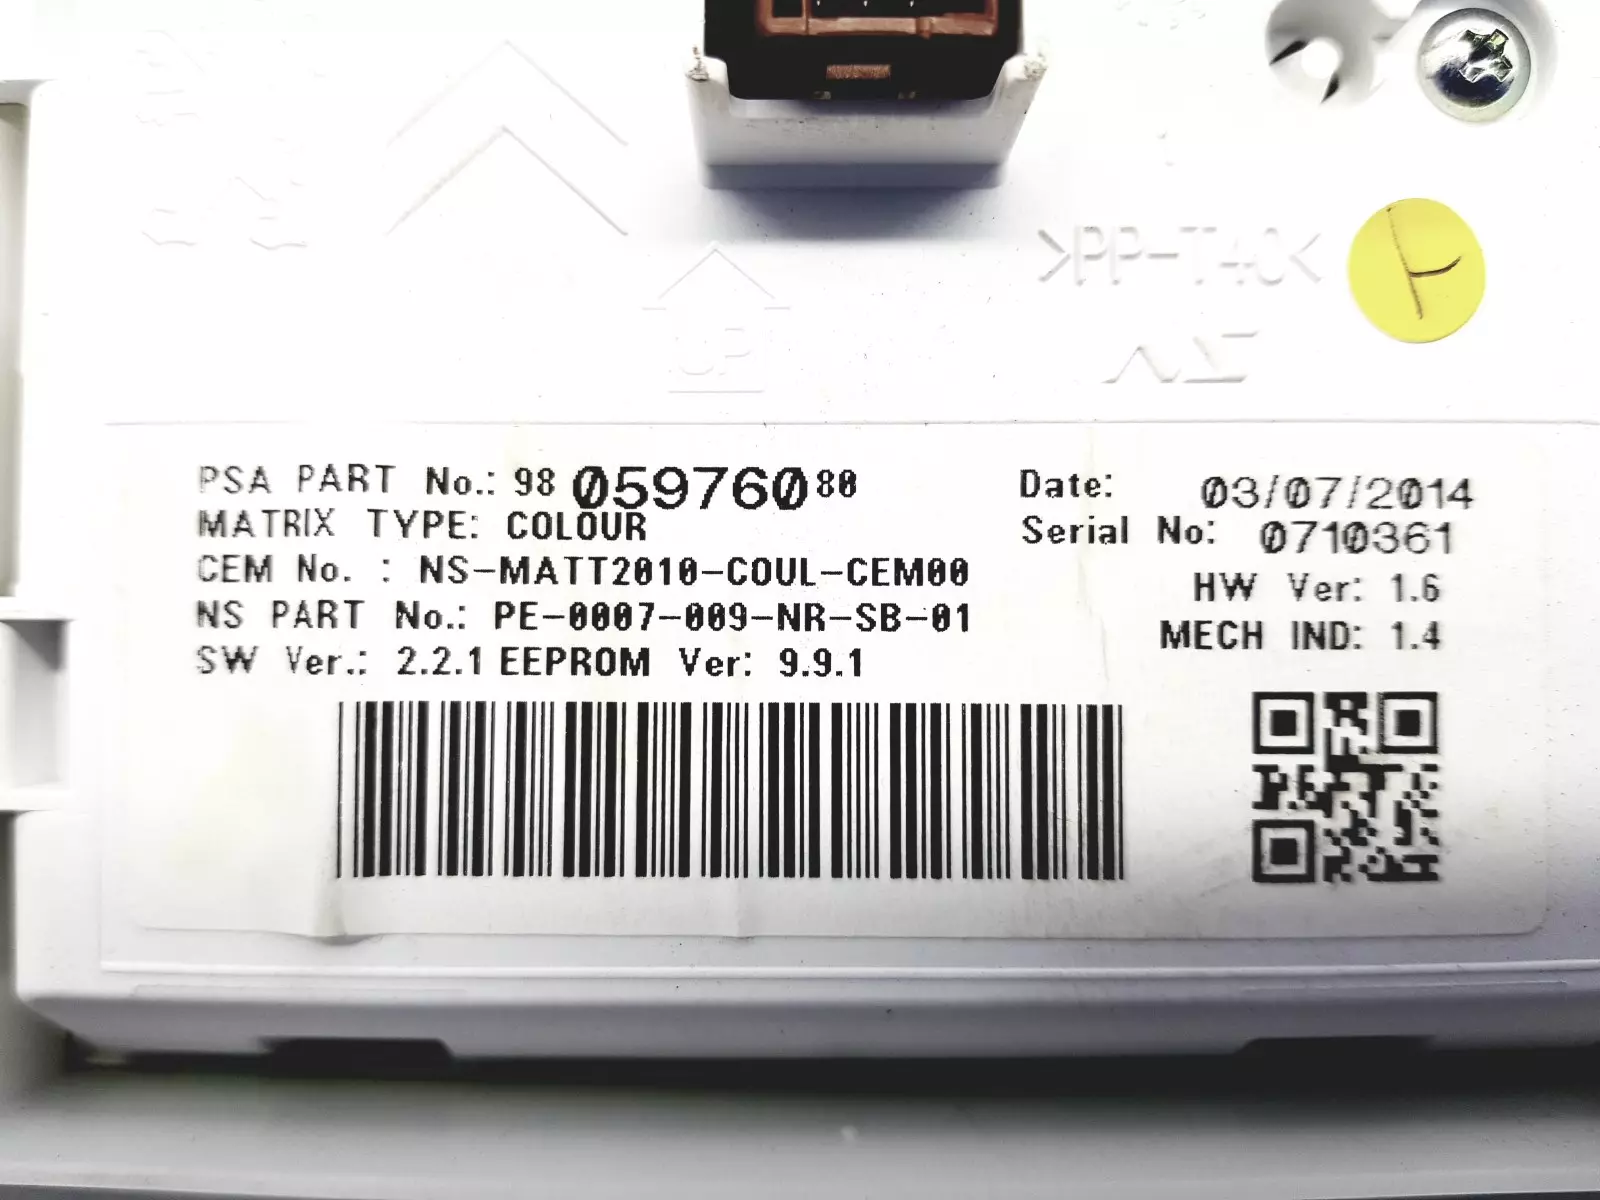 >PP-T40<
UP
PSA PART No.: 98 059760 80
MATRIX TYPE: COLOUR
CEM No. : NS-MATT2010-COUL-CEM00
NS PART No.: PE-0007-009-NR-SB-01
SW Ver.: 2.2.1 EEPROM Ver: 9.9.1
Date: 03/07/2014
Serial No: 0710361
HW Ver: 1.6
MECH IND: 1.4